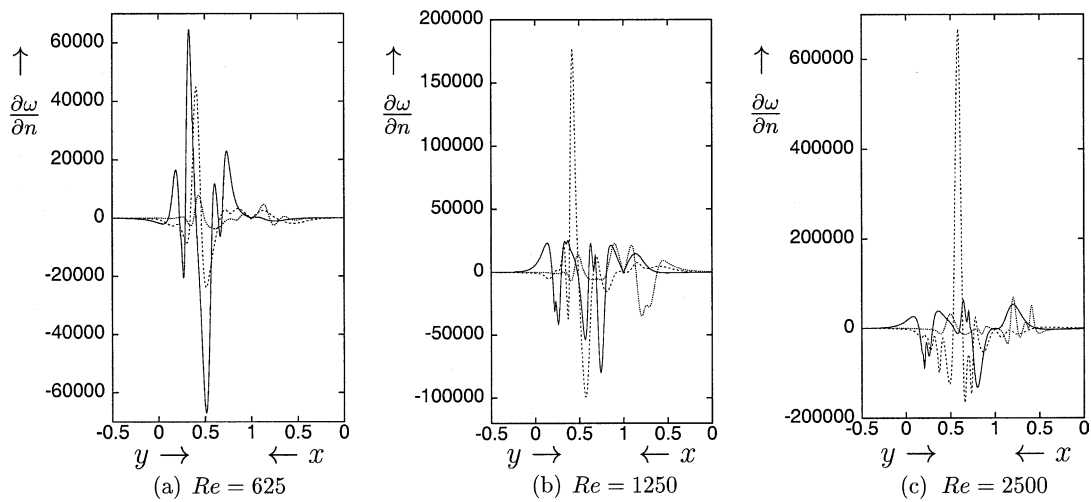 ↑
∂ω
∂n
60000
40000
20000
0
-20000
-40000
-60000
-0.5 0 0.5 1 0.5 0
y → ← x
(a) Re = 625
↑
∂ω
∂n
200000
150000
100000
50000
0
-50000
-100000
-0.5 0 0.5 1 0.5 0
y → ← x
(b) Re = 1250
↑
∂ω
∂n
600000
400000
200000
0
-200000
-0.5 0 0.5 1 0.5 0
y → ← x
(c) Re = 2500